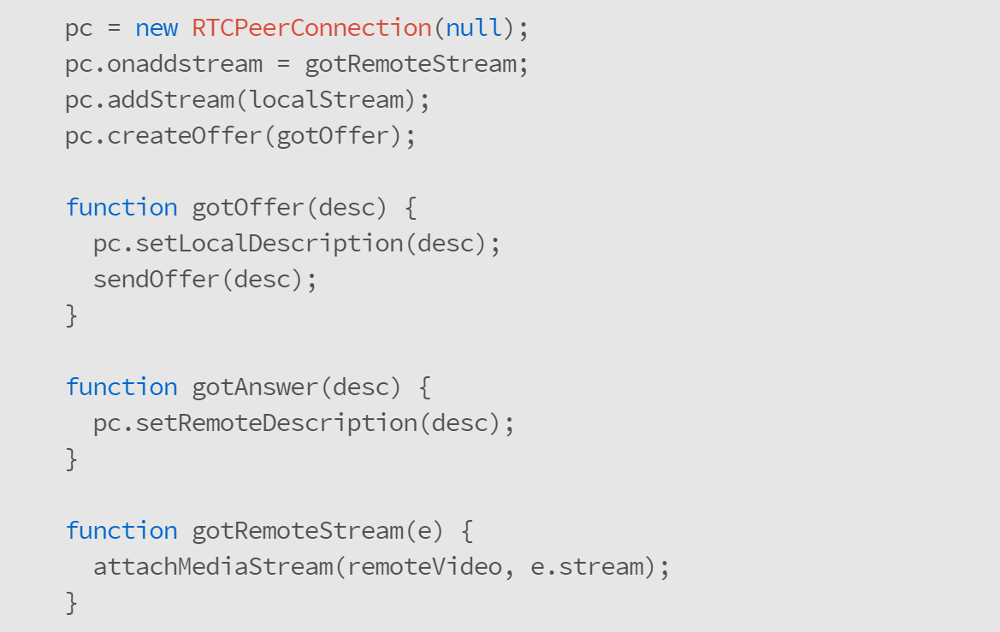 pc = new RTCPeerConnection(null);
pc.onaddstream = gotRemoteStream;
pc.addStream(localStream);
pc.createOffer(gotOffer);

function gotOffer(desc) {
  pc.setLocalDescription(desc);
  sendOffer(desc);
}

function gotAnswer(desc) {
  pc.setRemoteDescription(desc);
}

function gotRemoteStream(e) {
  attachMediaStream(remoteVideo, e.stream);
}